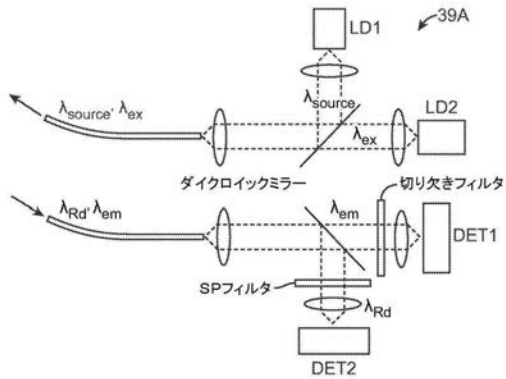 39A
LD1
λsource, λex
λsource
λex
LD2
ダイクロイックミラー
切り欠きフィルタ
λRd, λem
λem
DET1
SPフィルタ
λRd
DET2